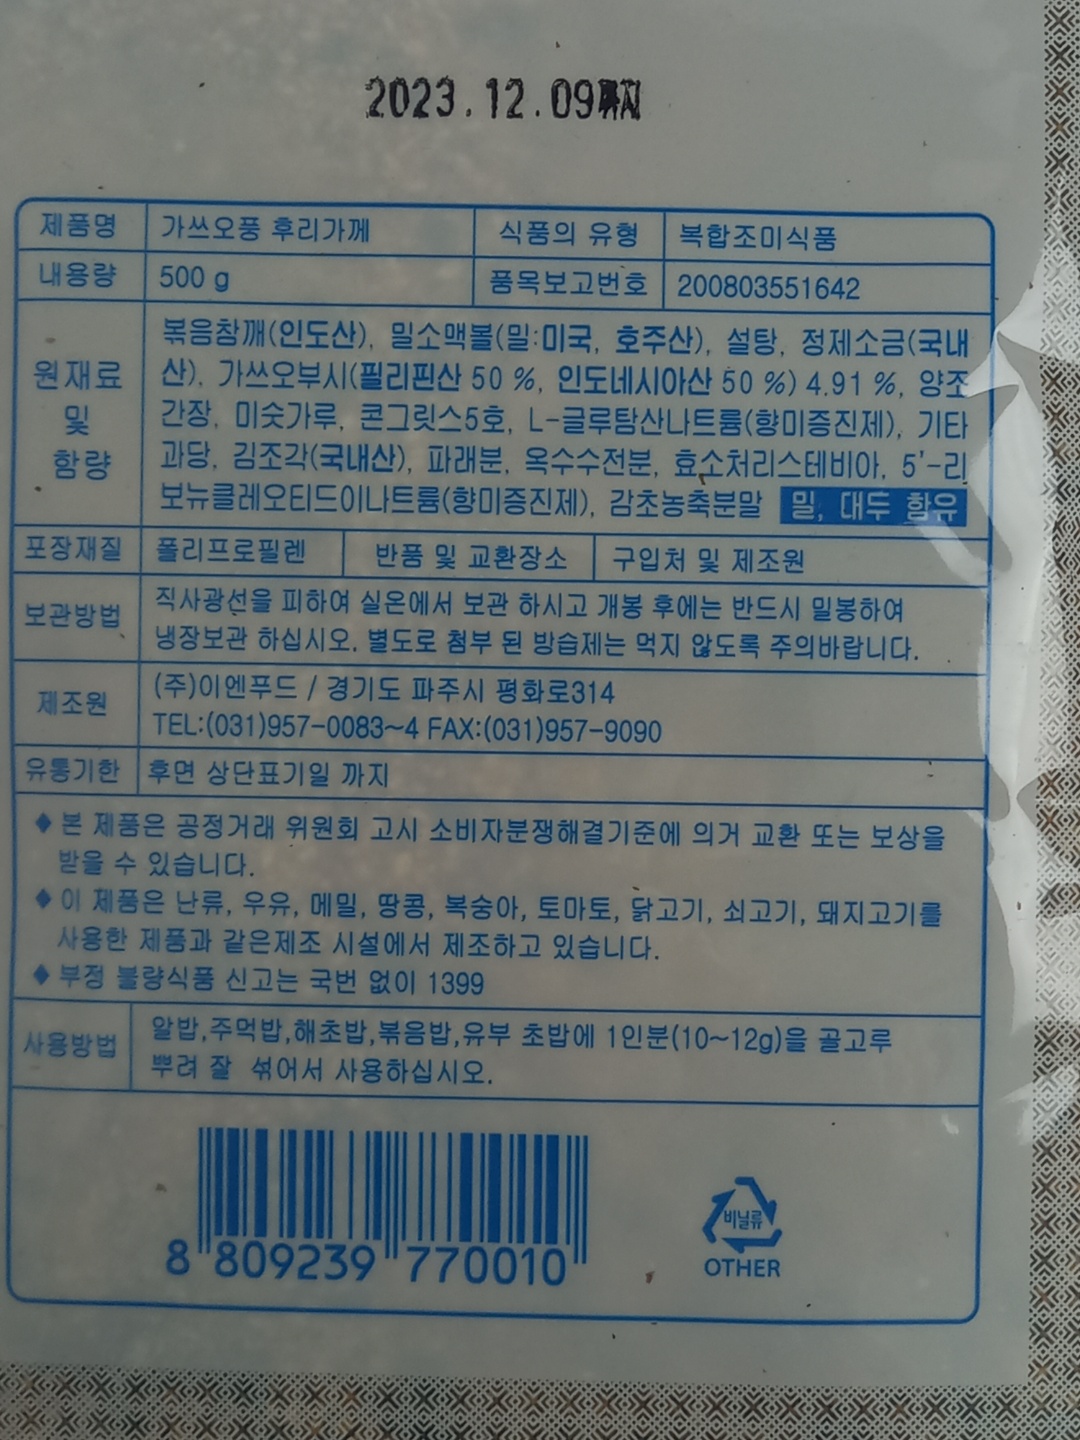 2023.12.09까지
제품명 가쓰오풍 후리가께 식품의 유형 복합조미식품
내용량 500 g 품목보고번호 200803551642
원재료 및 함량
볶음참깨(인도산), 밀소맥볼(밀:미국, 호주산), 설탕, 정제소금(국내
산), 가쓰오부시(필리핀산 50 %, 인도네시아산 50 %) 4.91 %, 양조
간장, 미숫가루, 콘그릿스5호, L-글루탐산나트륨(향미증진제), 기타
과당, 김조각(국내산), 파래분, 옥수수전분, 효소처리스테비아, 5'-리
보뉴클레오티드이나트륨(향미증진제), 감초농축분말 밀, 대두 함유
포장재질 폴리프로필렌 반품 및 교환장소 구입처 및 제조원
보관방법
직사광선을 피하여 실온에서 보관 하시고 개봉 후에는 반드시 밀봉하여
냉장보관 하십시오. 별도로 첨부 된 방습제는 먹지 않도록 주의바랍니다.
제조원
(주)이엔푸드 / 경기도 파주시 평화로314
TEL:(031)957-0083~4 FAX:(031)957-9090
유통기한 후면 상단표기일 까지
◆ 본 제품은 공정거래 위원회 고시 소비자분쟁해결기준에 의거 교환 또는 보상을
받을 수 있습니다.
◆ 이 제품은 난류, 우유, 메밀, 땅콩, 복숭아, 토마토, 닭고기, 쇠고기, 돼지고기를
사용한 제품과 같은제조 시설에서 제조하고 있습니다.
◆ 부정 불량식품 신고는 국번 없이 1399
사용방법
알밥,주먹밥,해초밥,볶음밥,유부 초밥에 1인분(10~12g)을 골고루
뿌려 잘 섞어서 사용하십시오.
비닐류
OTHER
8 809239 770010